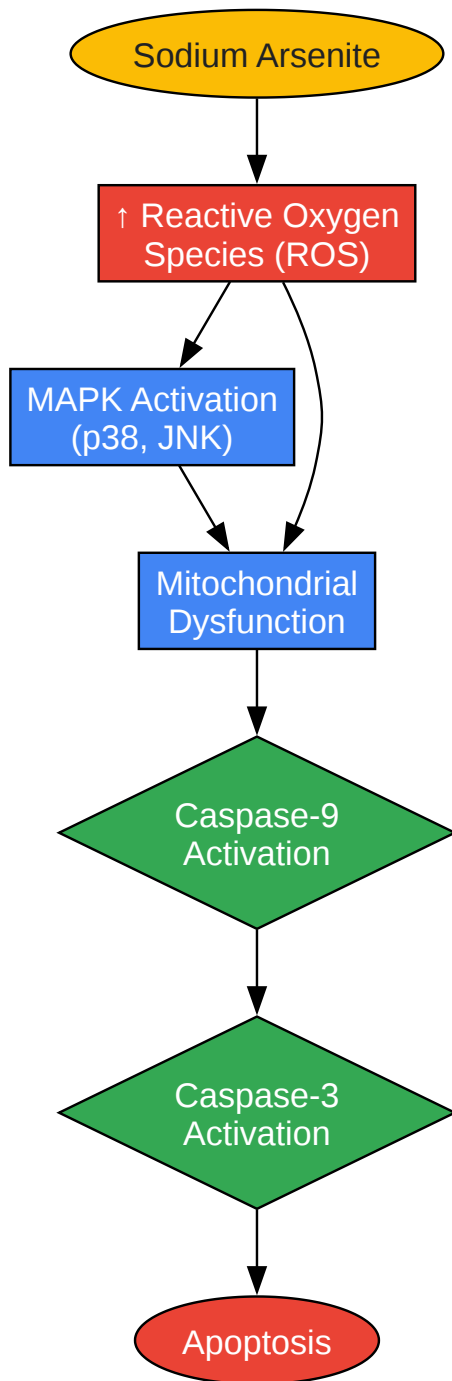 Sodium Arsenite
↑ Reactive Oxygen
Species (ROS)
MAPK Activation
(p38, JNK)
Mitochondrial
Dysfunction
Caspase-9
Activation
Caspase-3
Activation
Apoptosis